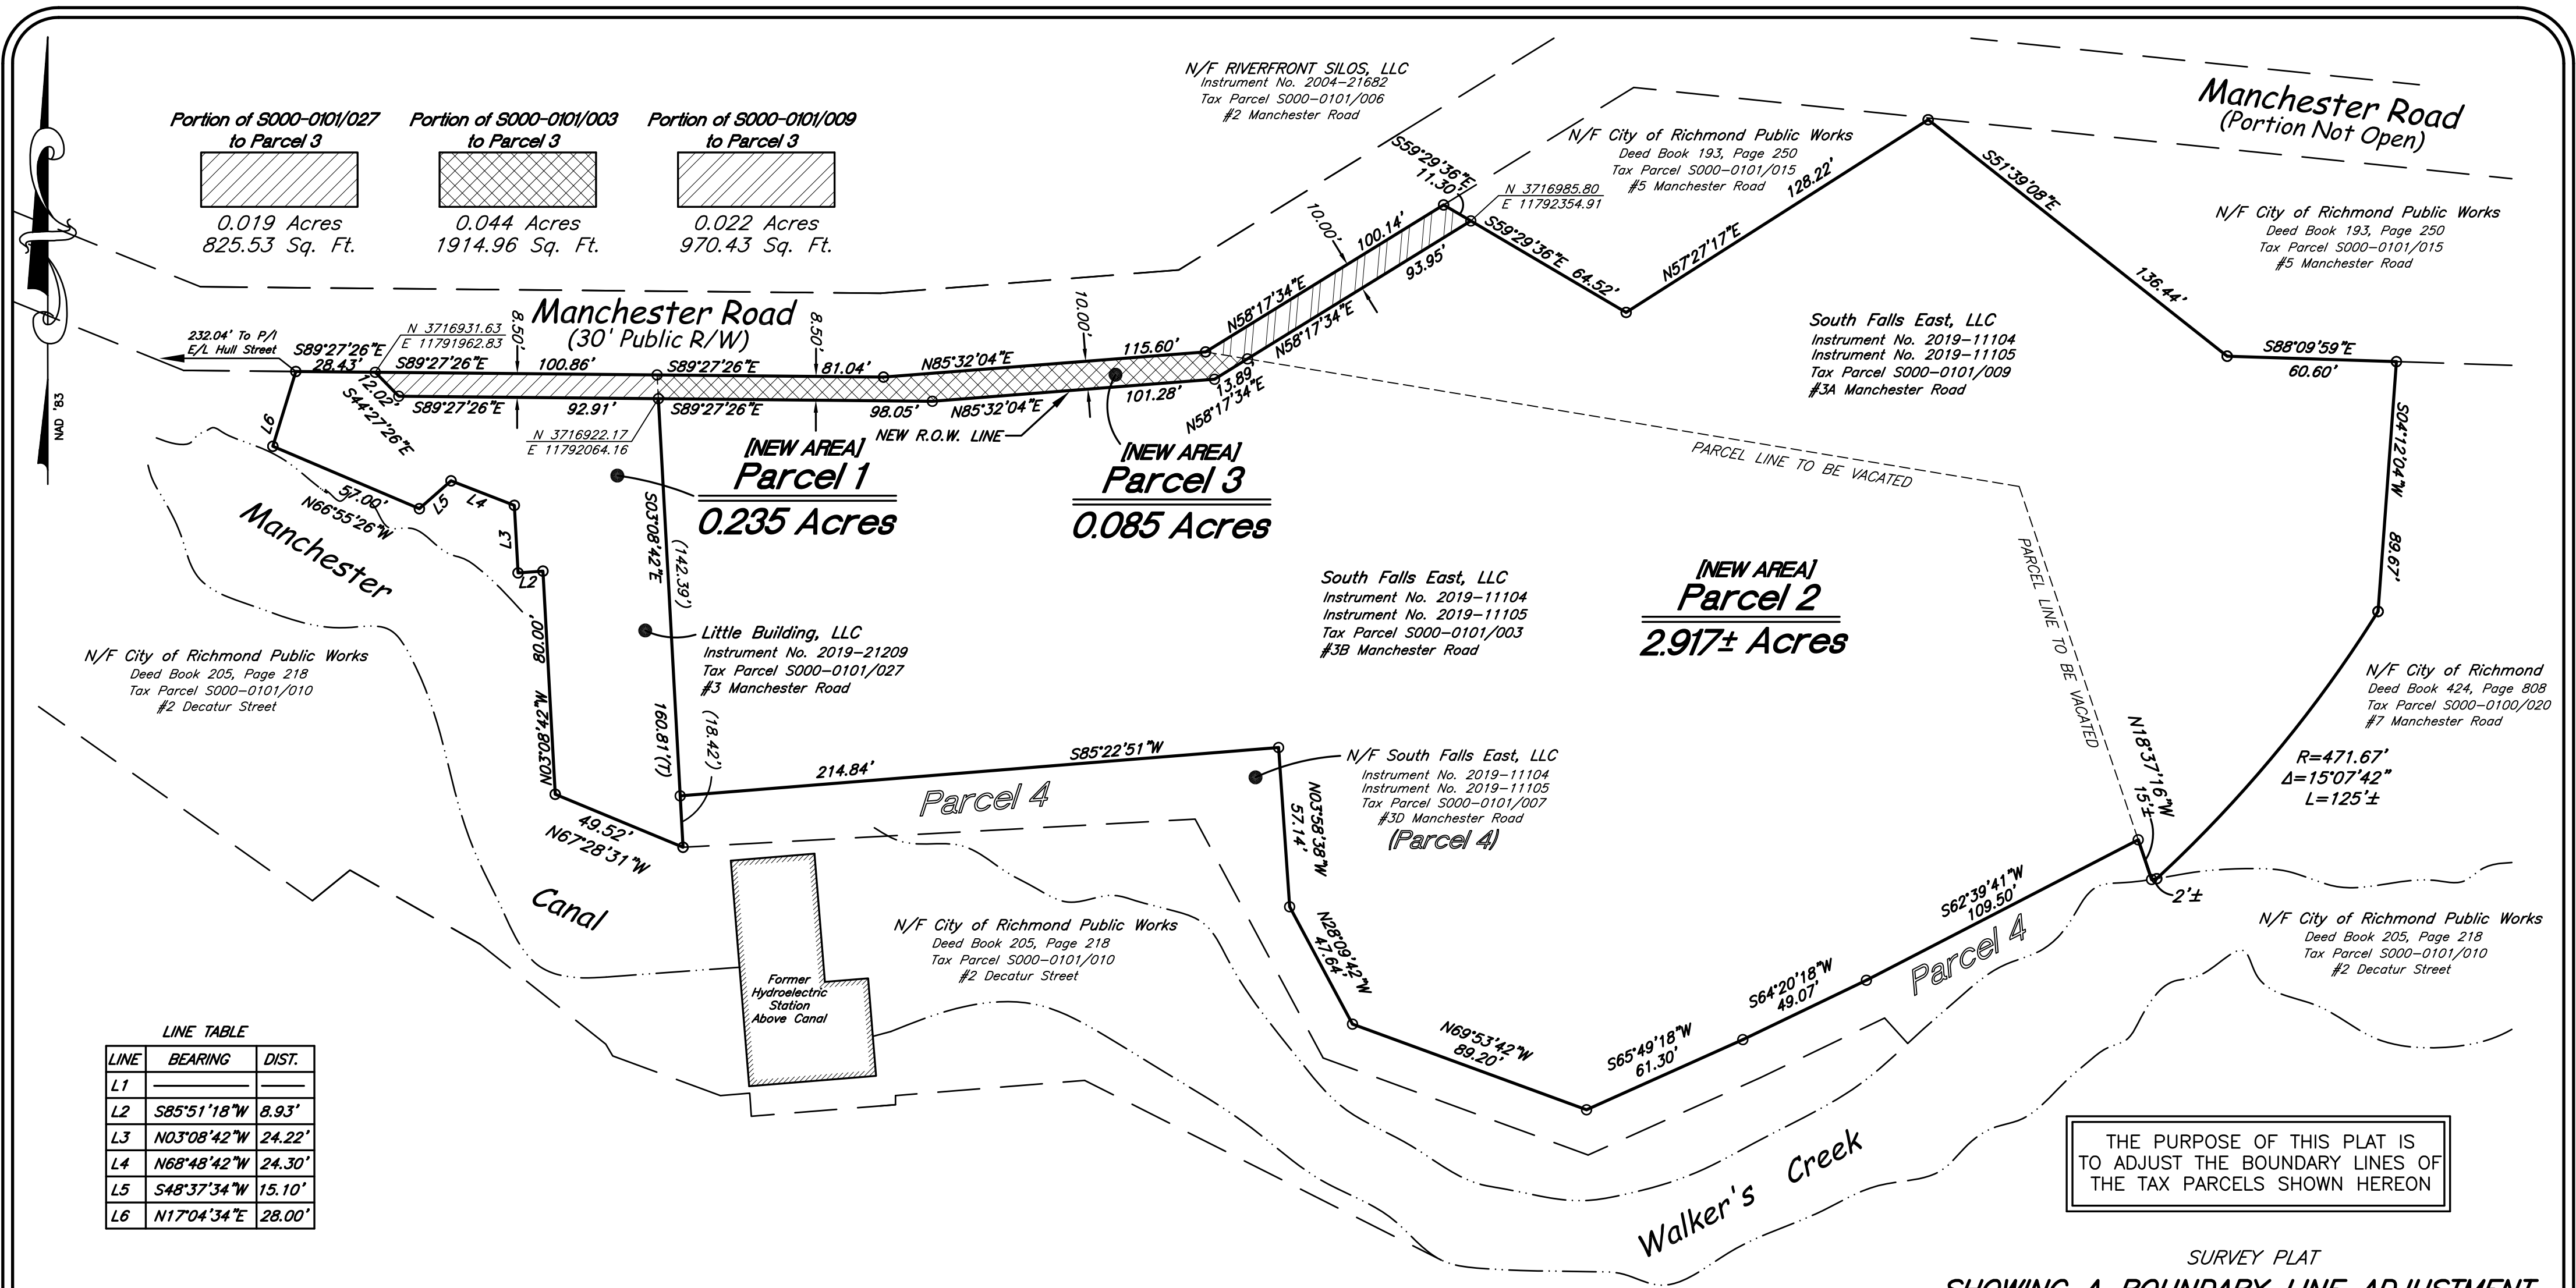 Portion of S000-0101/027
to Parcel 3
0.019 Acres
825.53 Sq. Ft.
Portion of S000-0101/003
to Parcel 3
0.044 Acres
1914.96 Sq. Ft.
Portion of S000-0101/009
to Parcel 3
0.022 Acres
970.43 Sq. Ft.
N/F RIVERFRONT SILOS, LLC
Instrument No. 2004-21682
Tax Parcel S000-0101/006
#2 Manchester Road
N/F City of Richmond Public Works
Deed Book 193, Page 250
Tax Parcel S000-0101/015
#5 Manchester Road
Manchester Road
(Portion Not Open)
N/F City of Richmond Public Works
Deed Book 193, Page 250
Tax Parcel S000-0101/015
#5 Manchester Road
NAD '83
S59°29'36"E
11.30'
N 3716985.80
E 11792354.91
S59°29'36"E 64.52'
N57°27'17"E
128.22'
S51°39'08"E
136.44'
S88°09'59"E
60.60'
S04°12'04"W
89.67'
10.00'
100.14'
N58°17'34"E
93.95'
N58°17'34"E
Manchester Road
(30' Public R/W)
232.04' To P/I
E/L Hull Street
S89°27'26"E
28.43'
N 3716931.63
E 11791962.83
8.50'
8.50'
10.00'
S89°27'26"E
100.86'
S89°27'26"E
81.04'
N85°32'04"E
115.60'
12.02'
S44°27'26"E
S89°27'26"E
92.91'
S89°27'26"E
98.05'
N85°32'04"E
101.28'
13.89'
N58°17'34"E
N 3716922.17
E 11792064.16
NEW R.O.W. LINE
South Falls East, LLC
Instrument No. 2019-11104
Instrument No. 2019-11105
Tax Parcel S000-0101/009
#3A Manchester Road
PARCEL LINE TO BE VACATED
PARCEL LINE TO BE VACATED
[NEW AREA]
Parcel 1
0.235 Acres
[NEW AREA]
Parcel 3
0.085 Acres
[NEW AREA]
Parcel 2
2.917± Acres
L6
57.00'
N66°55'26"W
L5
L4
L3
L2
S03°08'42"E
(142.39')
160.81'(T)
(18.42')
80.00'
N03°08'42"W
49.52'
N67°28'31"W
Manchester
Canal
N/F City of Richmond Public Works
Deed Book 205, Page 218
Tax Parcel S000-0101/010
#2 Decatur Street
Little Building, LLC
Instrument No. 2019-21209
Tax Parcel S000-0101/027
#3 Manchester Road
South Falls East, LLC
Instrument No. 2019-11104
Instrument No. 2019-11105
Tax Parcel S000-0101/003
#3B Manchester Road
N/F City of Richmond
Deed Book 424, Page 808
Tax Parcel S000-0100/020
#7 Manchester Road
R=471.67'
Δ=15°07'42"
L=125'±
N18°37'16"W
15'±
2'±
214.84'
S85°22'51"W
Parcel 4
N/F South Falls East, LLC
Instrument No. 2019-11104
Instrument No. 2019-11105
Tax Parcel S000-0101/007
#3D Manchester Road
(Parcel 4)
N03°58'38"W
57.14'
N28°09'42"W
47.64'
N69°53'42"W
89.20'
S65°49'18"W
61.30'
S64°20'18"W
49.07'
S62°39'41"W
109.50'
Parcel 4
N/F City of Richmond Public Works
Deed Book 205, Page 218
Tax Parcel S000-0101/010
#2 Decatur Street
N/F City of Richmond Public Works
Deed Book 205, Page 218
Tax Parcel S000-0101/010
#2 Decatur Street
Former
Hydroelectric
Station
Above Canal
Walker's Creek
LINE TABLE
LINE BEARING DIST.
L1
L2 S85°51'18"W 8.93'
L3 N03°08'42"W 24.22'
L4 N68°48'42"W 24.30'
L5 S48°37'34"W 15.10'
L6 N17°04'34"E 28.00'
THE PURPOSE OF THIS PLAT IS
TO ADJUST THE BOUNDARY LINES OF
THE TAX PARCELS SHOWN HEREON
SURVEY PLAT
SHOWING A BOUNDARY LINE ADJUSTMENT